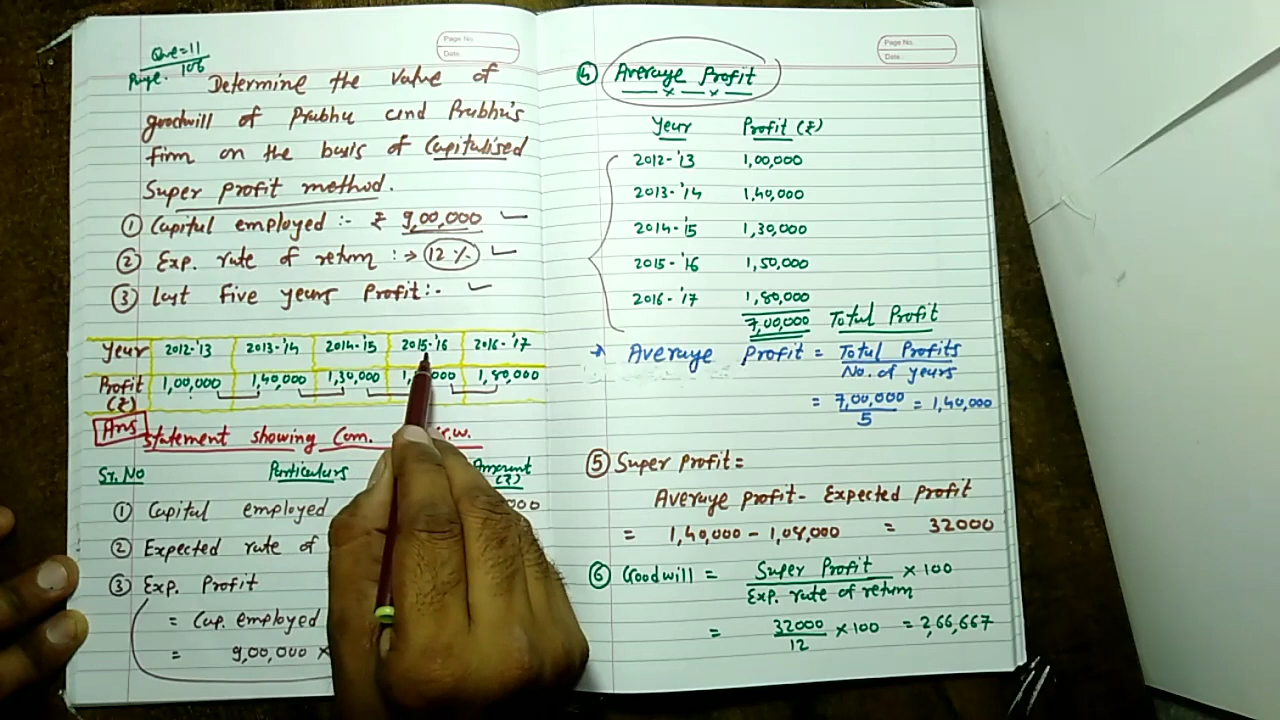 Page No.
Date
Que=11
Page. 106
Determine the value of
goodwill of Prabhu and Prabhu's
firm on the basis of Capitalised
Super profit method.
① Capital employed :- ₹ 9,00,000
② Exp. rate of return :→ 12 %
③ Last five years Profit:-
Year 2012-'13 2013-'14 2014-'15 2015-'16 2016-'17
Profit (₹) 1,00,000 1,40,000 1,30,000 000 1,80,000
Ans
Statement showing Com. .w.
Sr.No Particulars Amount (₹)
① Capital employed 000
② Expected rate of
③ Exp. Profit
= Cap. employed
= 9,00,000 ×
Page No.
Date
④ Average Profit
Year Profit (₹)
2012-'13 1,00,000
2013-'14 1,40,000
2014-'15 1,30,000
2015-'16 1,50,000
2016-'17 1,80,000
7,00,000 Total Profit
→ Average Profit = Total Profits / No. of years
= 7,00,000 / 5 = 1,40,000
⑤ Super Profit =
Average profit - Expected profit
= 1,40,000 - 1,08,000 = 32000
⑥ Goodwill = Super Profit / Exp. rate of return × 100
= 32000 / 12 × 100 = 2,66,667